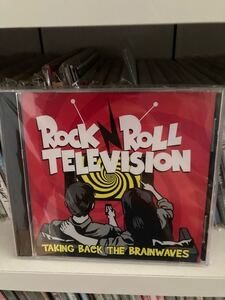 ROCK N ROLL
TELEVISION
TAKING BACK THE BRAINWAVES